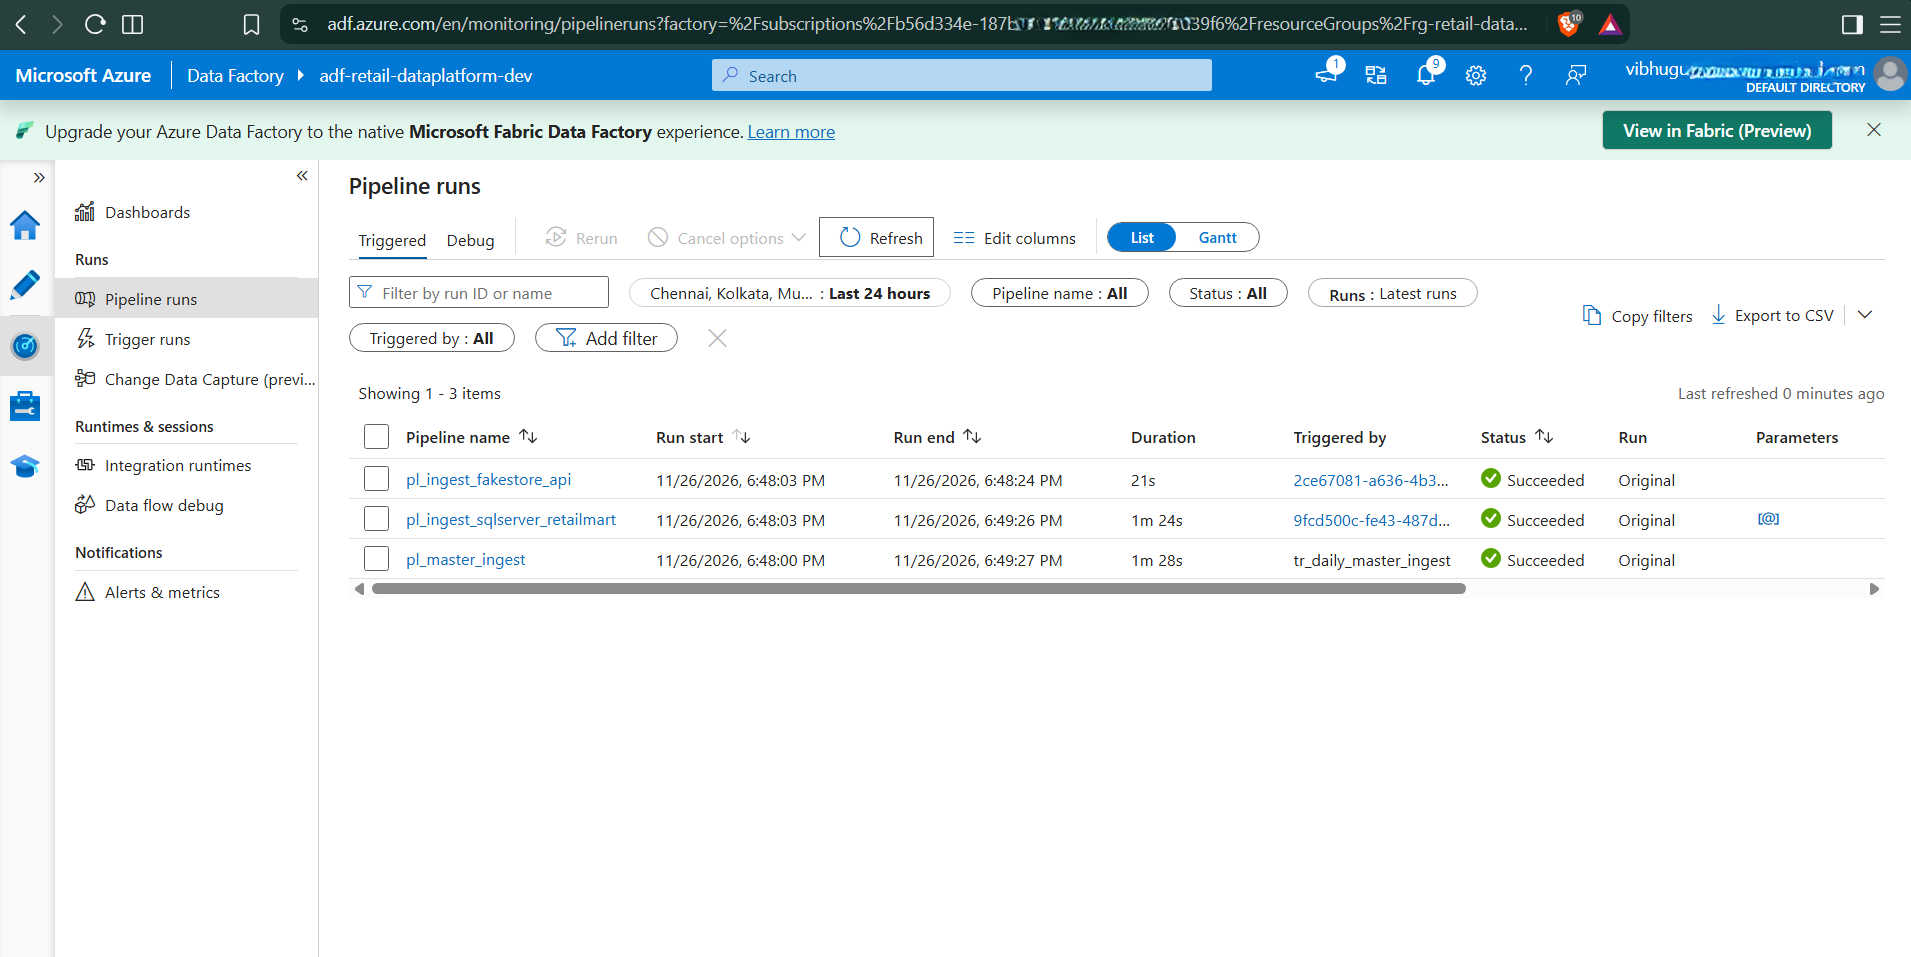 adf.azure.com/en/monitoring/pipelineruns?factory=%2Fsubscriptions%2Fb56d334e-187b 39f6%2FresourceGroups%2Frg-retail-data...
10
Microsoft Azure
Data Factory
adf-retail-dataplatform-dev
Search
1
9
vibhugu
DEFAULT DIRECTORY
Upgrade your Azure Data Factory to the native Microsoft Fabric Data Factory experience. Learn more
View in Fabric (Preview)
Dashboards
Runs
Pipeline runs
Trigger runs
Change Data Capture (previ...
Runtimes & sessions
Integration runtimes
Data flow debug
Notifications
Alerts & metrics
Pipeline runs
Triggered Debug Rerun Cancel options Refresh Edit columns List Gantt
Filter by run ID or name Chennai, Kolkata, Mu... : Last 24 hours Pipeline name : All Status : All Runs : Latest runs
Triggered by : All Add filter
Copy filters Export to CSV
Showing 1 - 3 items
Last refreshed 0 minutes ago
Pipeline name Run start Run end Duration Triggered by Status Run Parameters
pl_ingest_fakestore_api 11/26/2026, 6:48:03 PM 11/26/2026, 6:48:24 PM 21s 2ce67081-a636-4b3... Succeeded Original
pl_ingest_sqlserver_retailmart 11/26/2026, 6:48:03 PM 11/26/2026, 6:49:26 PM 1m 24s 9fcd500c-fe43-487d... Succeeded Original [@]
pl_master_ingest 11/26/2026, 6:48:00 PM 11/26/2026, 6:49:27 PM 1m 28s tr_daily_master_ingest Succeeded Original